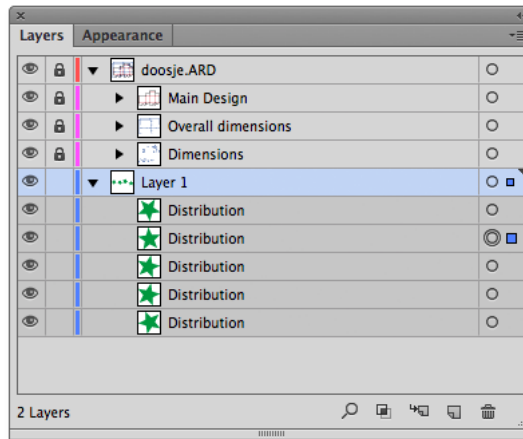 Layers Appearance
doosje.ARD
Main Design
Overall dimensions
Dimensions
Layer 1
Distribution
Distribution
Distribution
Distribution
Distribution
2 Layers